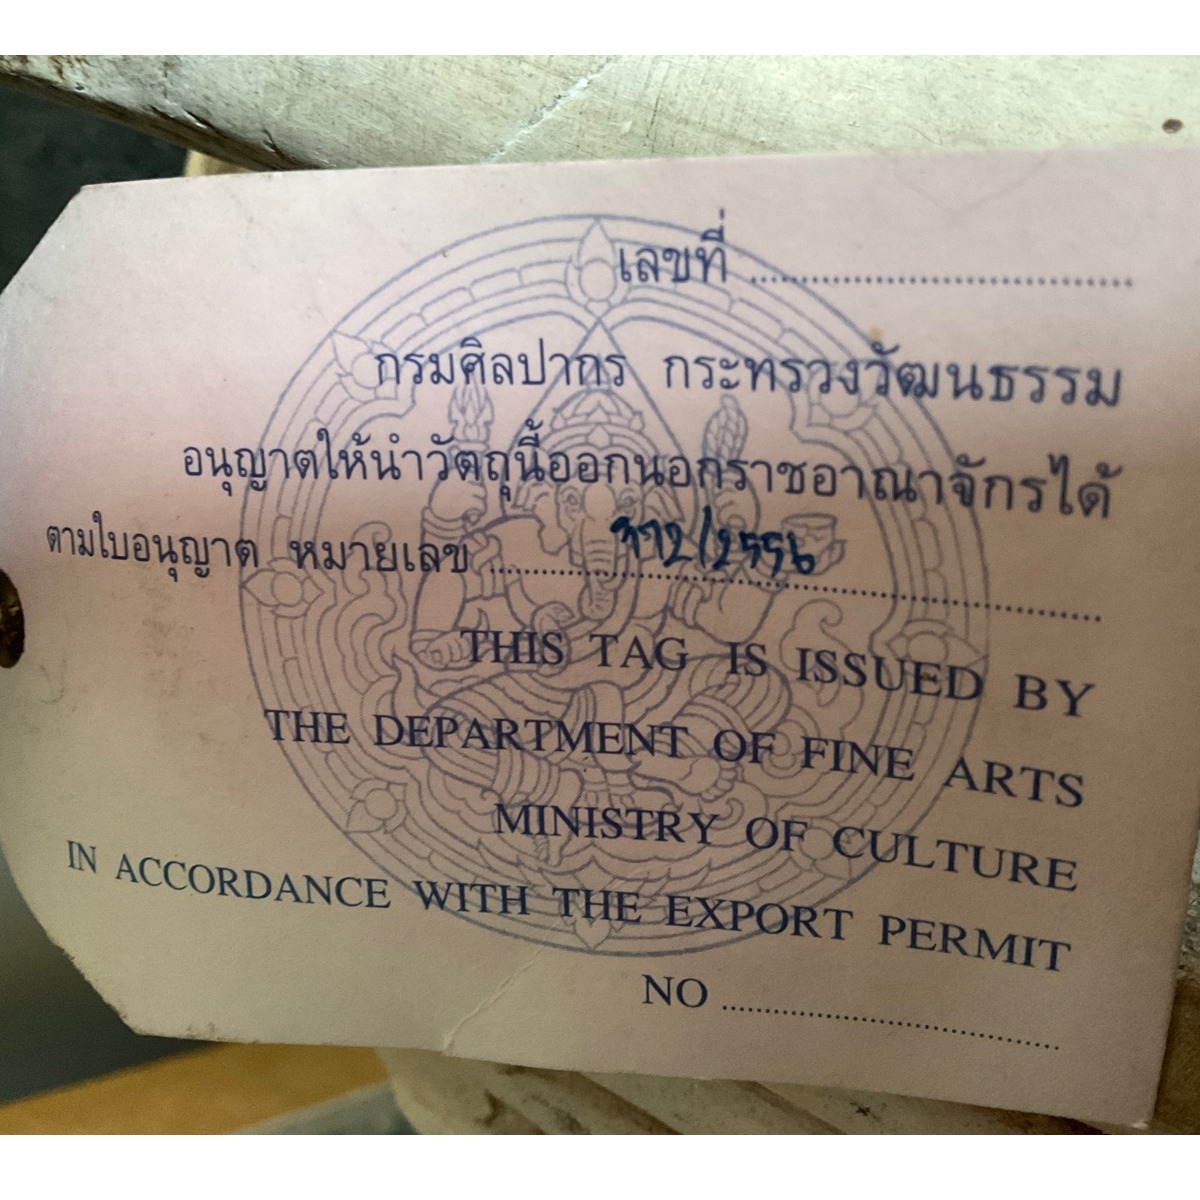 เลขที่ ................................
กรมศิลปากร กระทรวงวัฒนธรรม
อนุญาตให้นำวัตถุนี้ออกนอกราชอาณาจักรได้
ตามใบอนุญาต หมายเลข ........372/2556........
THIS TAG IS ISSUED BY
THE DEPARTMENT OF FINE ARTS
MINISTRY OF CULTURE
IN ACCORDANCE WITH THE EXPORT PERMIT
NO ................................